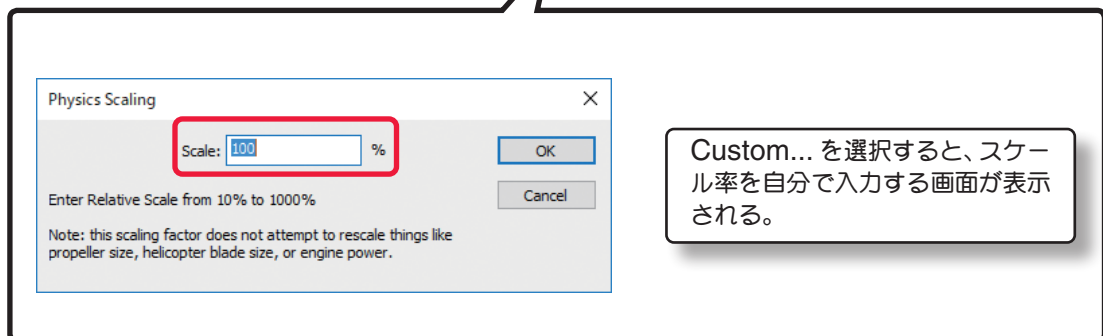 Physics Scaling
Scale: 100 %
OK
Enter Relative Scale from 10% to 1000%
Cancel
Note: this scaling factor does not attempt to rescale things like
propeller size, helicopter blade size, or engine power.
Custom... を選択すると、スケー
ル率を自分で入力する画面が表示
される。